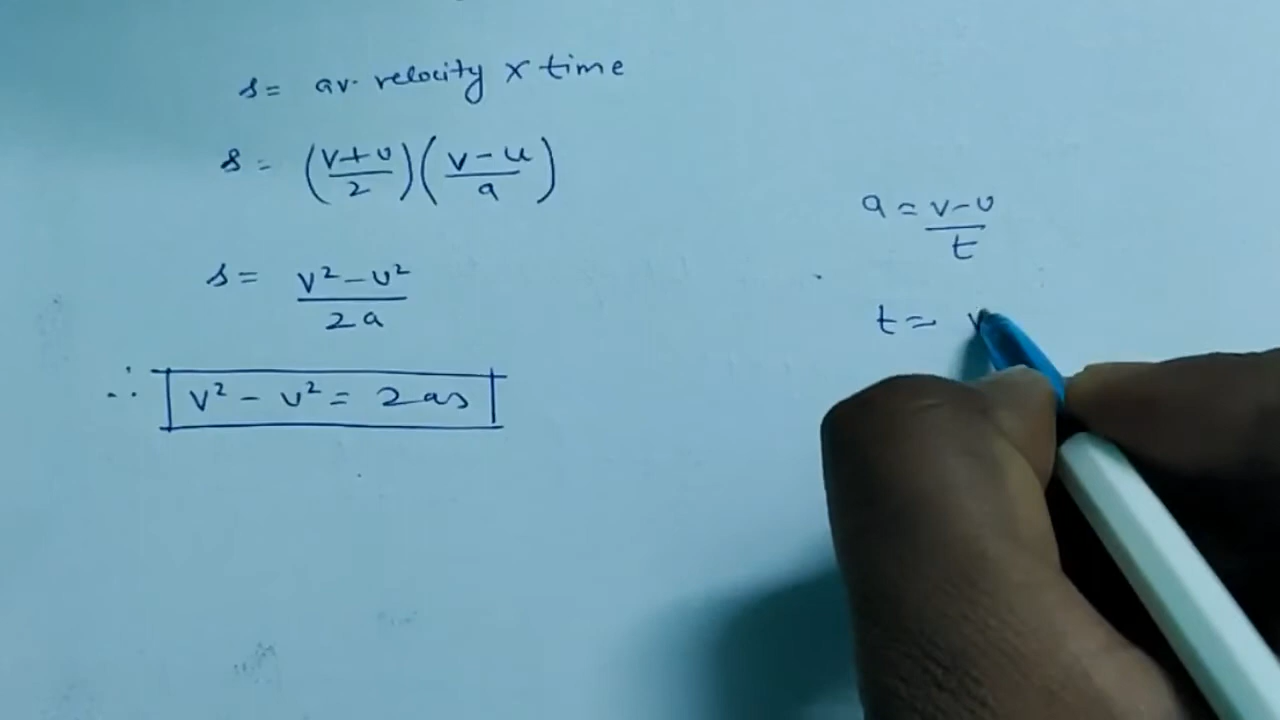 s = av. velocity x time
s = (v+u/2)(v-u/a)
s = v²-u²/2a
∴ v² - u² = 2as
a = v-u/t
t = v